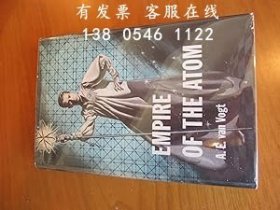 有发票 客服在线
138 0546 1122
EMPIRE
OF THE ATOM
A. E. van Vogt